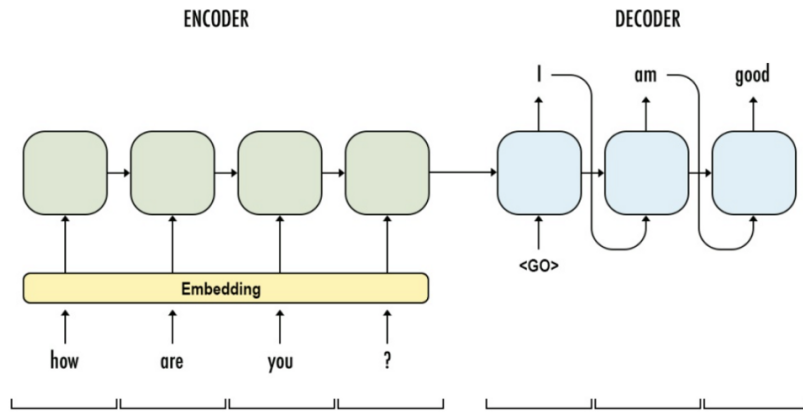 ENCODER DECODER
I am good
<GO>
Embedding
how are you ?